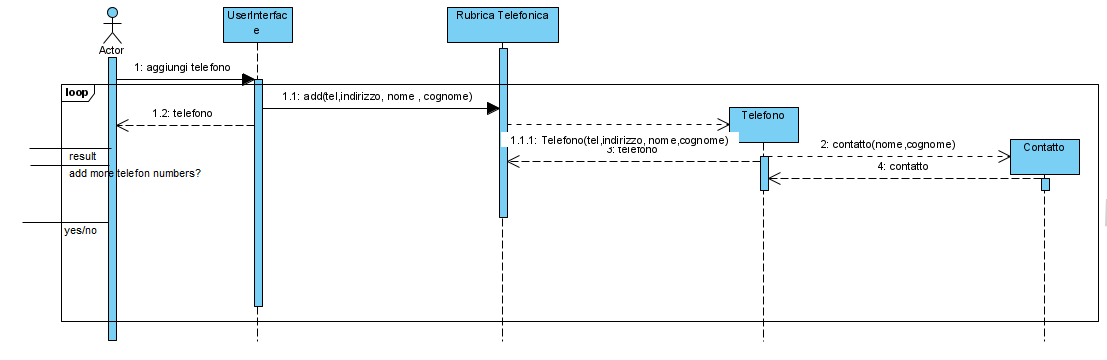 UserInterfac
e
Rubrica Telefonica
Actor
1: aggiungi telefono
loop
1.1: add(tel,indirizzo, nome , cognome)
1.2: telefono
Telefono
1.1.1: Telefono(tel,indirizzo, nome,cognome)
3: telefono
2: contatto(nome,cognome)
Contatto
4: contatto
result
add more telefon numbers?
yes/no